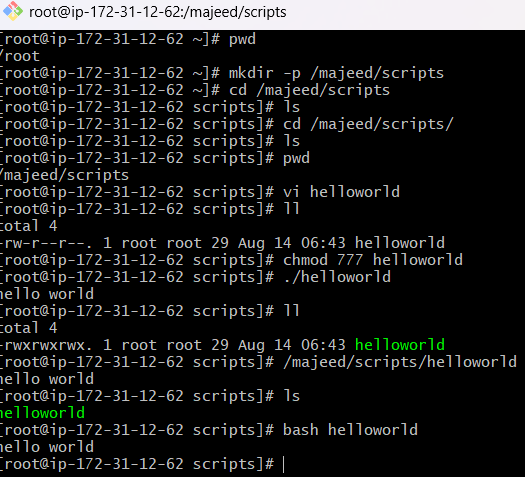 root@ip-172-31-12-62:/majeed/scripts
[root@ip-172-31-12-62 ~]# pwd
/root
[root@ip-172-31-12-62 ~]# mkdir -p /majeed/scripts
[root@ip-172-31-12-62 ~]# cd /majeed/scripts
[root@ip-172-31-12-62 scripts]# ls
[root@ip-172-31-12-62 scripts]# cd /majeed/scripts/
[root@ip-172-31-12-62 scripts]# ls
[root@ip-172-31-12-62 scripts]# pwd
/majeed/scripts
[root@ip-172-31-12-62 scripts]# vi helloworld
[root@ip-172-31-12-62 scripts]# ll
total 4
-rw-r--r--. 1 root root 29 Aug 14 06:43 helloworld
[root@ip-172-31-12-62 scripts]# chmod 777 helloworld
[root@ip-172-31-12-62 scripts]# ./helloworld
hello world
[root@ip-172-31-12-62 scripts]# ll
total 4
-rwxrwxrwx. 1 root root 29 Aug 14 06:43 helloworld
[root@ip-172-31-12-62 scripts]# /majeed/scripts/helloworld
hello world
[root@ip-172-31-12-62 scripts]# ls
helloworld
[root@ip-172-31-12-62 scripts]# bash helloworld
hello world
[root@ip-172-31-12-62 scripts]#